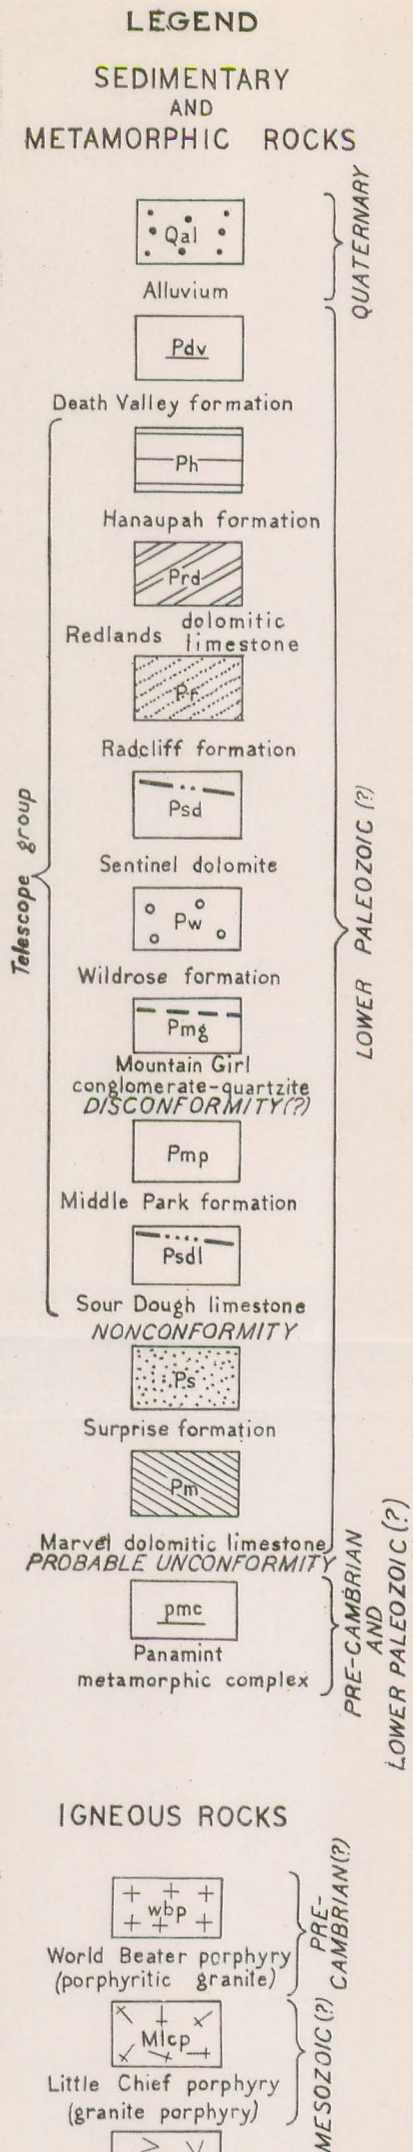 LEGEND
SEDIMENTARY
AND
METAMORPHIC ROCKS
Qal
Alluvium
QUATERNARY
Pdv
Death Valley formation
Ph
Hanaupah formation
Prd
Redlands dolomitic
limestone
Pr
Radcliff formation
Psd
Sentinel dolomite
Telescope group
LOWER PALEOZOIC (?)
Pw
Wildrose formation
Pmg
Mountain Girl
conglomerate-quartzite
DISCONFORMITY(?)
Pmp
Middle Park formation
Psdl
Sour Dough limestone
NONCONFORMITY
Ps
Surprise formation
Pm
Marvel dolomitic limestone
PROBABLE UNCONFORMITY
pmc
Panamint
metamorphic complex
PRE-CAMBRIAN
AND
LOWER PALEOZOIC (?)
IGNEOUS ROCKS
wbp
World Beater porphyry
(porphyritic granite)
PRE-
CAMBRIAN(?)
Mlcp
Little Chief porphyry
(granite porphyry)
MESOZOIC(?)